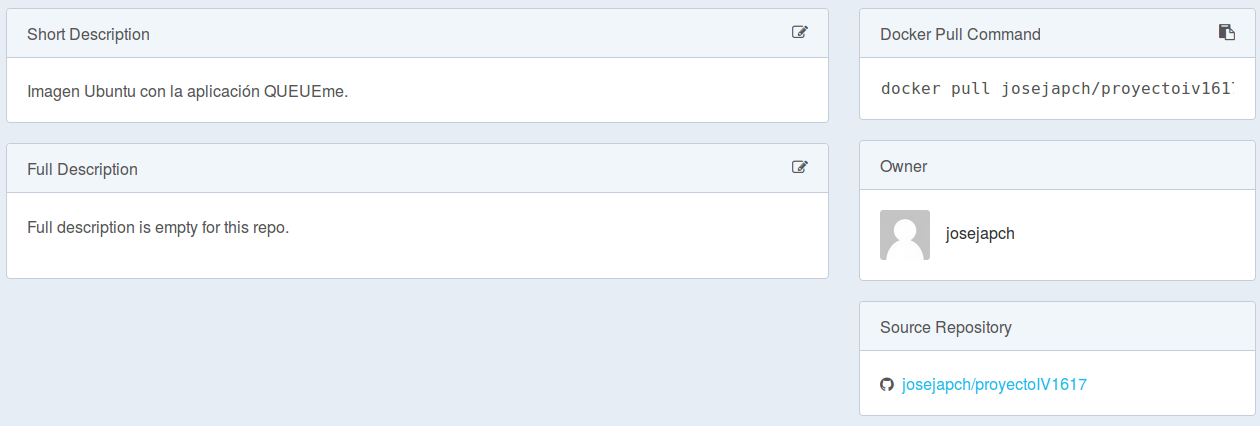 Short Description
Imagen Ubuntu con la aplicación QUEUEme.
Full Description
Full description is empty for this repo.
Docker Pull Command
docker pull josejapch/proyectoiv161
Owner
josejapch
Source Repository
josejapch/proyectoIV1617